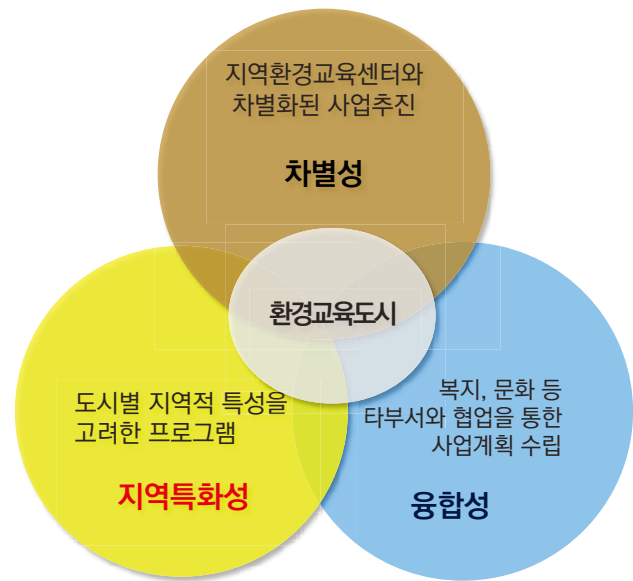 지역환경교육센터와
차별화된 사업추진
차별성
환경교육도시
도시별 지역적 특성을
고려한 프로그램
지역특화성
복지, 문화 등
타부서와 협업을 통한
사업계획 수립
융합성